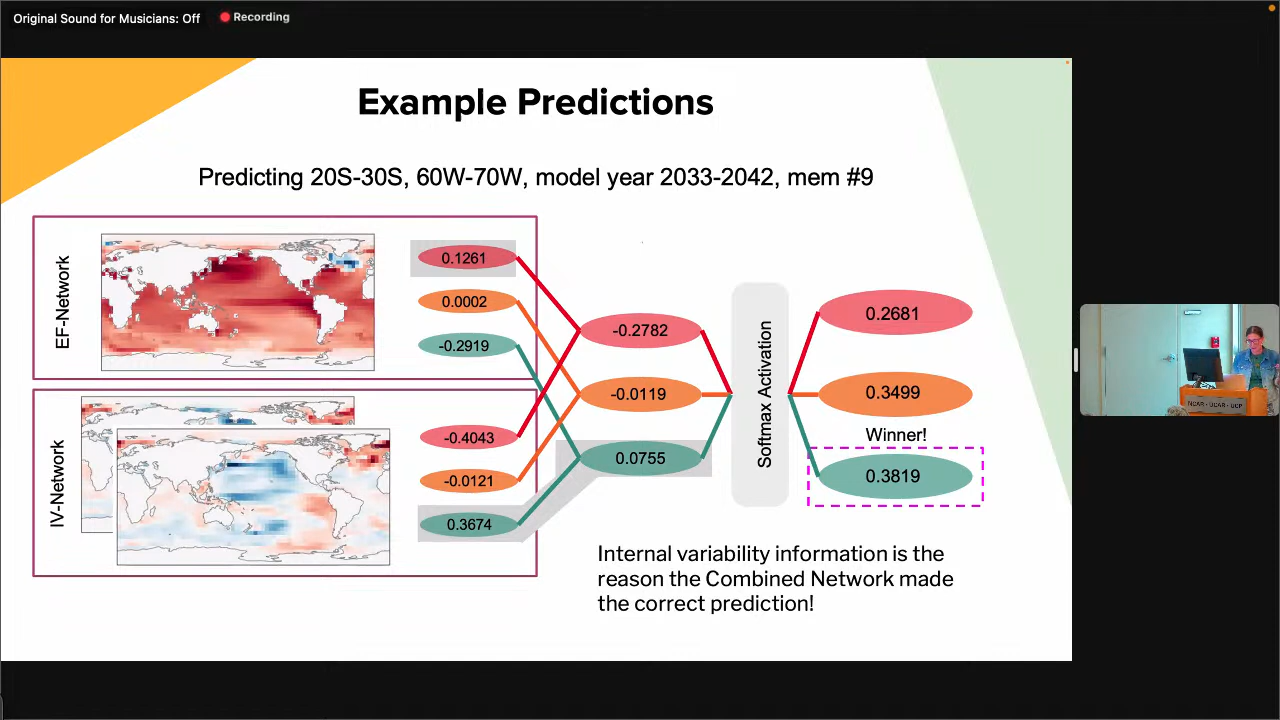 Original Sound for Musicians: Off
Recording
Example Predictions
Predicting 20S-30S, 60W-70W, model year 2033-2042, mem #9
EF-Network
0.1261
0.0002
-0.2919
IV-Network
-0.4043
-0.0121
0.3674
-0.2782
-0.0119
0.0755
Softmax Activation
0.2681
0.3499
Winner!
0.3819
Internal variability information is the
reason the Combined Network made
the correct prediction!
NCAR - UCAR - UCP